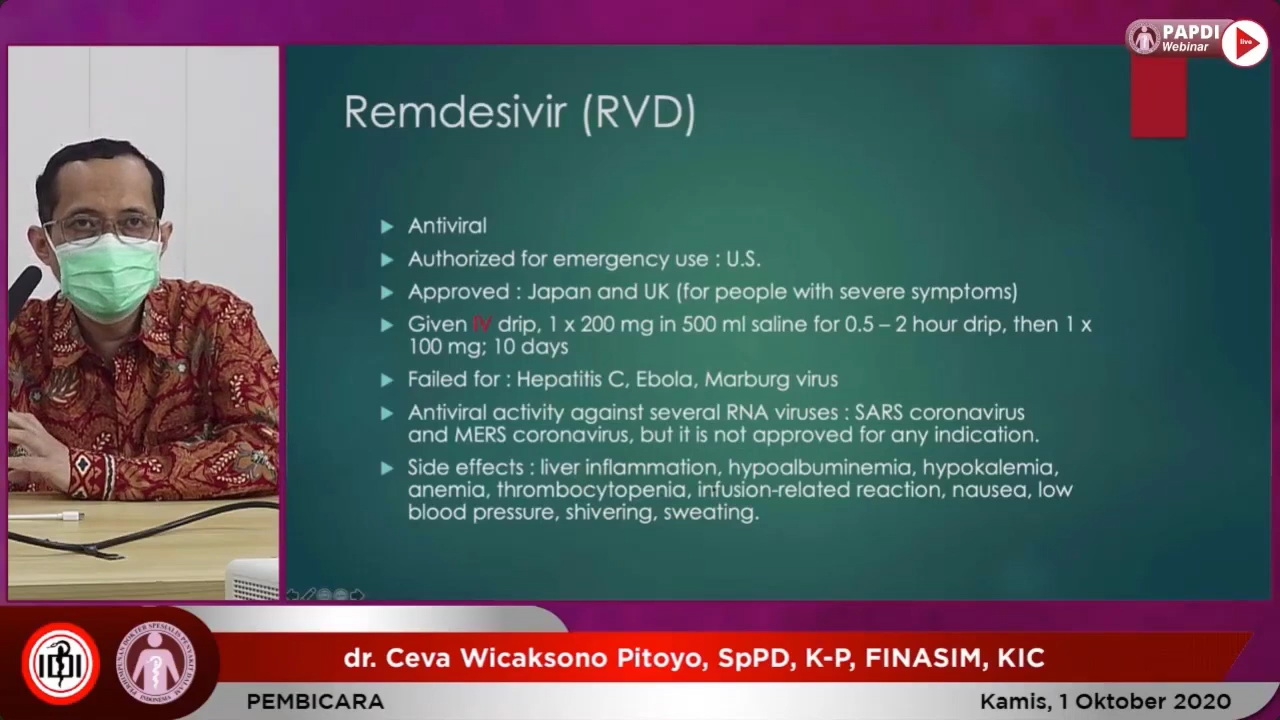 PAPDI
Webinar
live
Remdesivir (RVD)
Antiviral
Authorized for emergency use : U.S.
Approved : Japan and UK (for people with severe symptoms)
Given IV drip, 1 x 200 mg in 500 ml saline for 0.5 – 2 hour drip, then 1 x
100 mg; 10 days
Failed for : Hepatitis C, Ebola, Marburg virus
Antiviral activity against several RNA viruses : SARS coronavirus
and MERS coronavirus, but it is not approved for any indication.
Side effects : liver inflammation, hypoalbuminemia, hypokalemia,
anemia, thrombocytopenia, infusion-related reaction, nausea, low
blood pressure, shivering, sweating.
IDI
dr. Ceva Wicaksono Pitoyo, SpPD, K-P, FINASIM, KIC
PEMBICARA
Kamis, 1 Oktober 2020